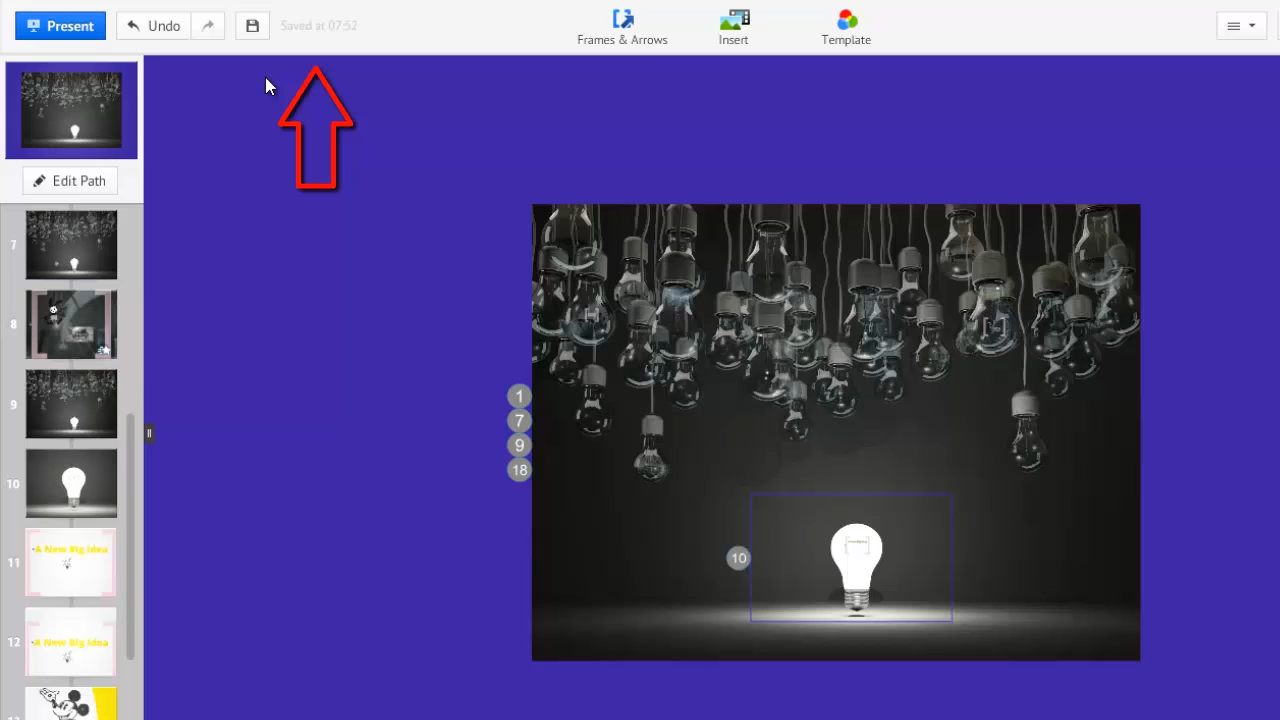 Present
Undo
Saved at 07:52
Frames & Arrows
Insert
Template
Edit Path
7
8
9
10
11
A New Big Idea
12
A New Big Idea
1
7
9
18
10